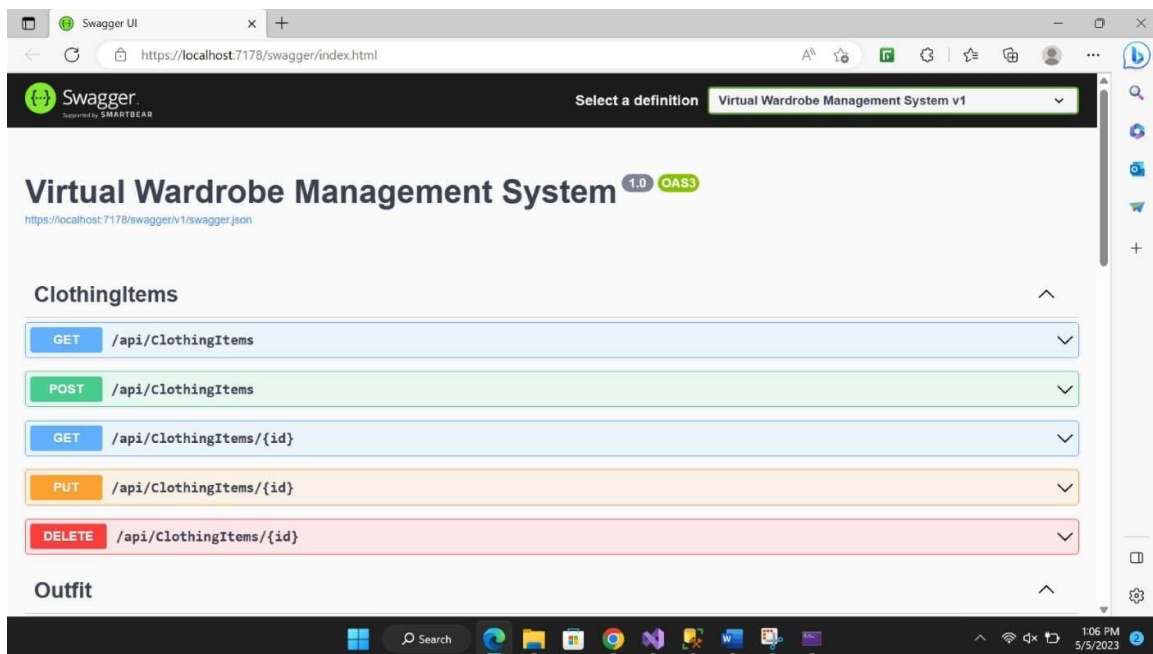 Swagger UI
https://localhost:7178/swagger/index.html
Swagger.
Supported by SMARTBEAR
Select a definition
Virtual Wardrobe Management System v1
Virtual Wardrobe Management System 1.0 OAS3
https://localhost:7178/swagger/v1/swagger.json
ClothingItems
GET /api/ClothingItems
POST /api/ClothingItems
GET /api/ClothingItems/{id}
PUT /api/ClothingItems/{id}
DELETE /api/ClothingItems/{id}
Outfit
Search
1:06 PM
5/5/2023
2